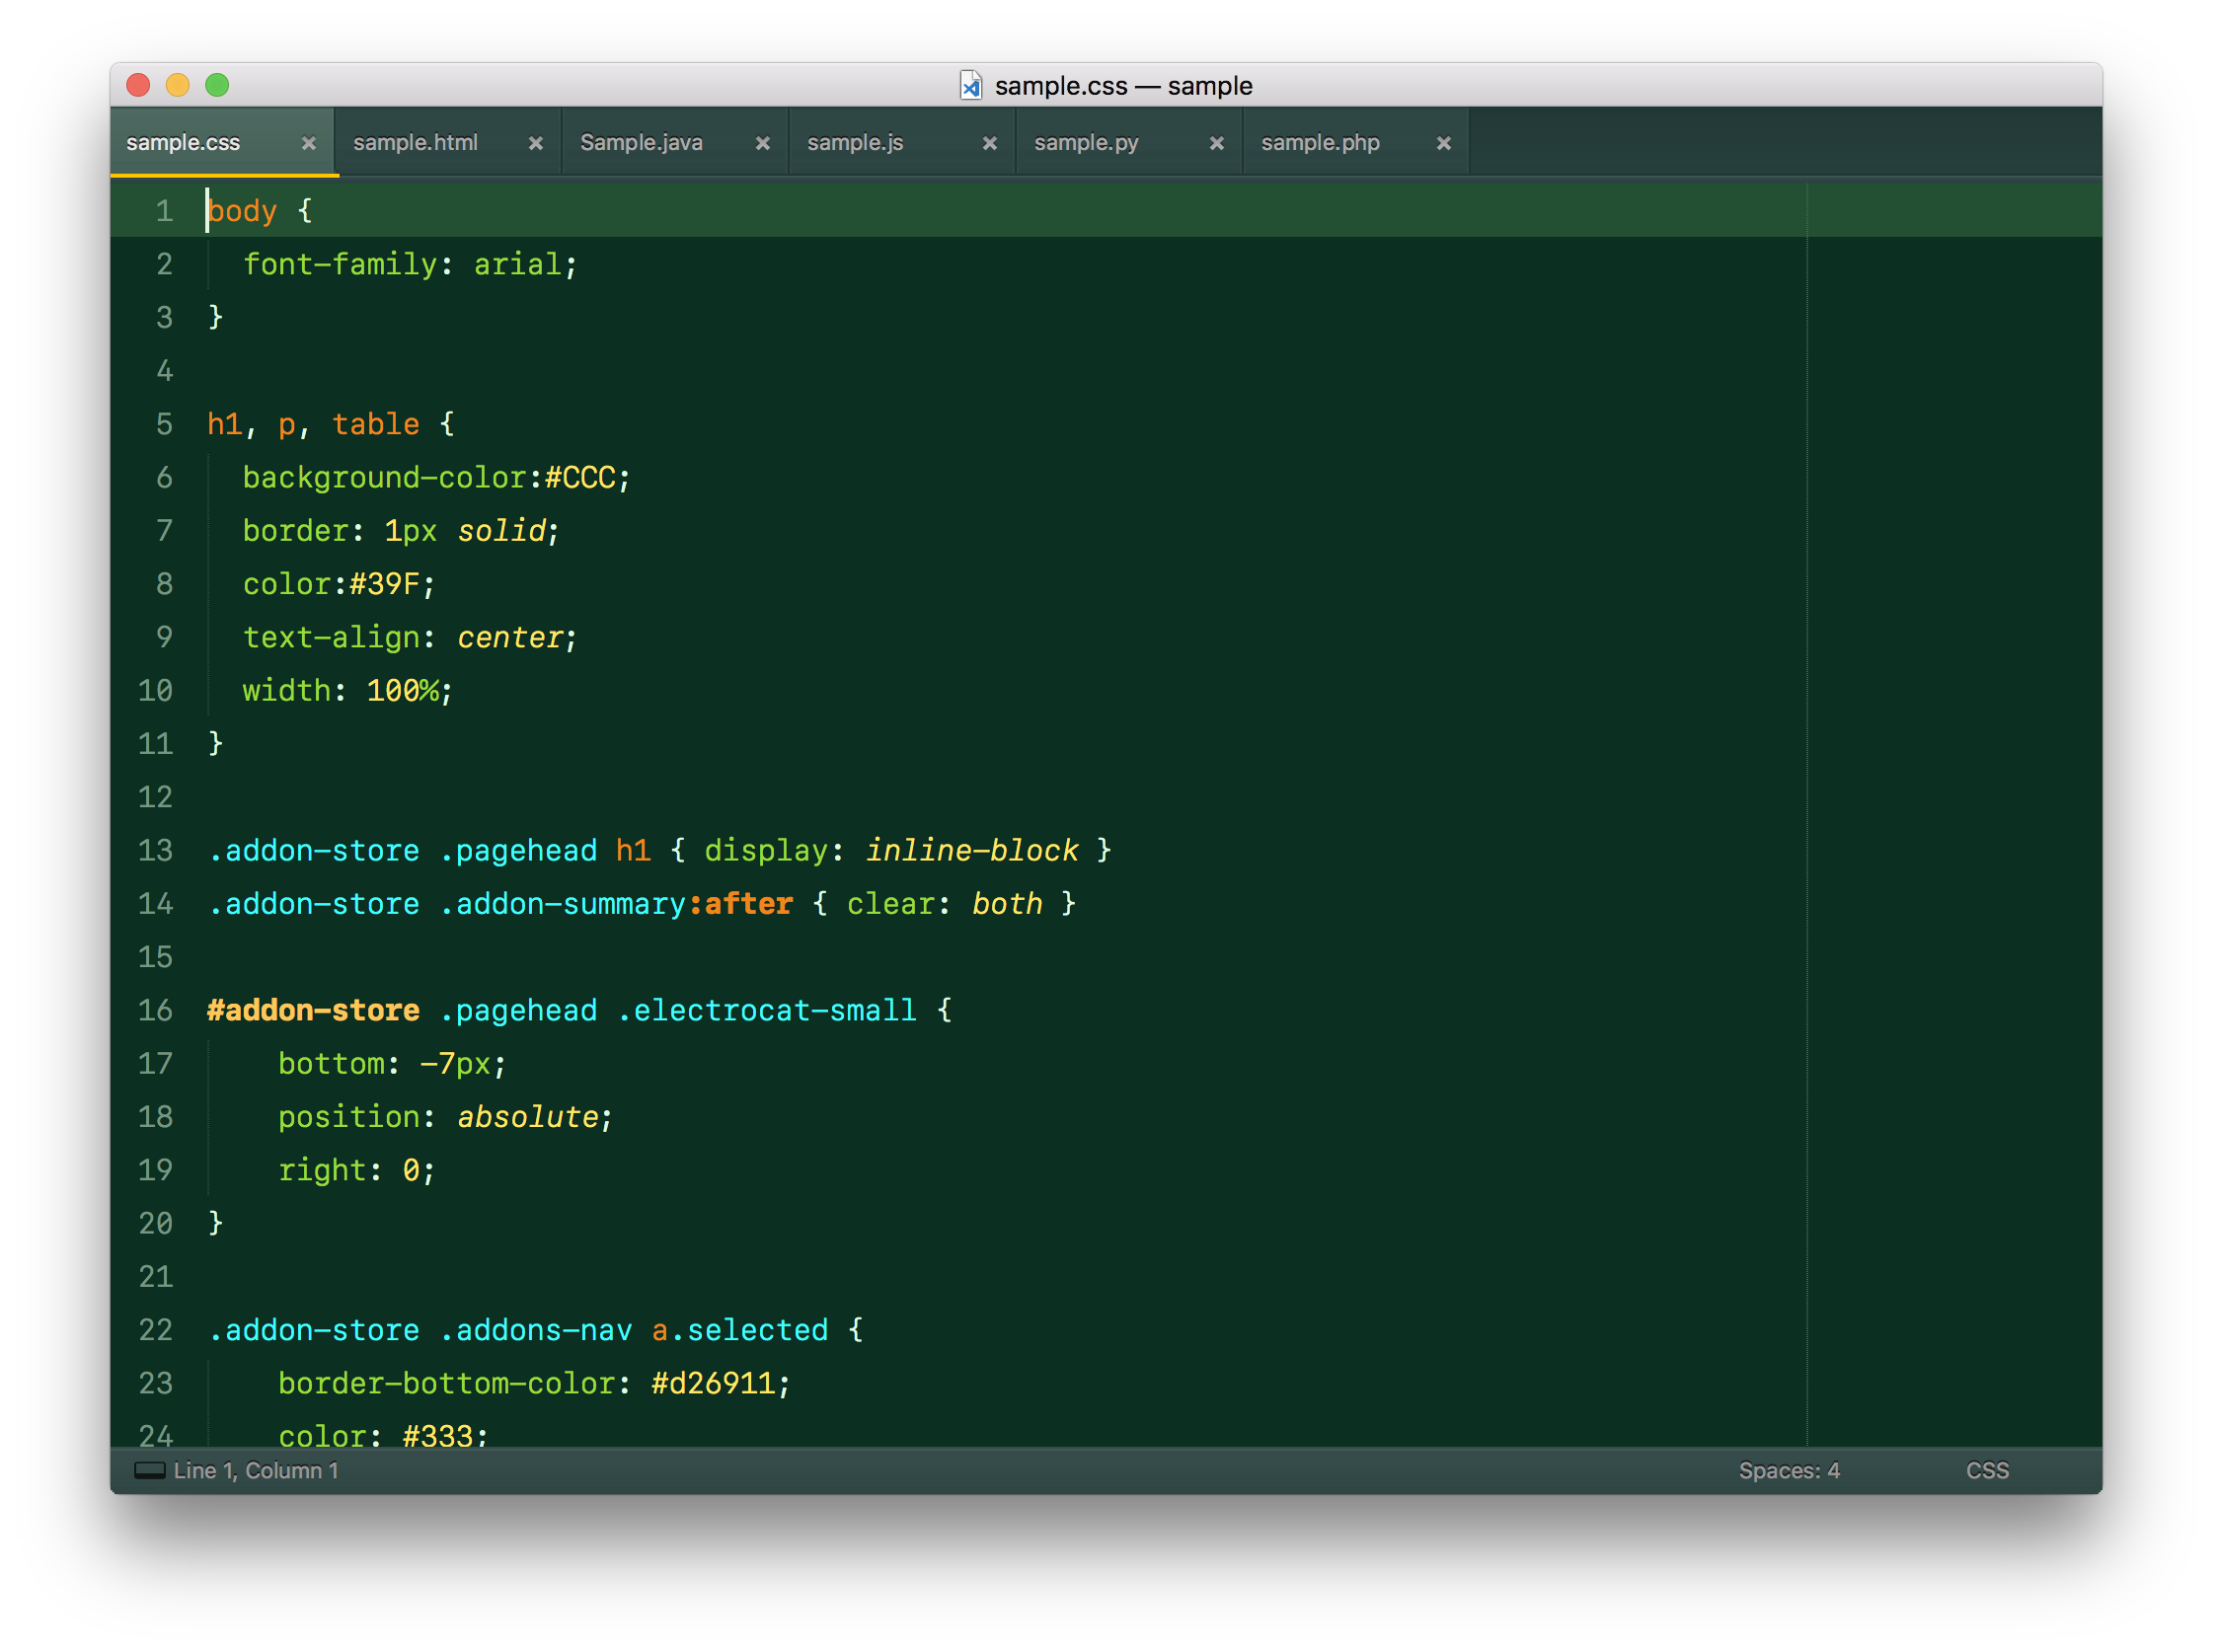 sample.css — sample
sample.css × sample.html × Sample.java × sample.js × sample.py × sample.php ×
1 body {
2   font-family: arial;
3 }
4
5 h1, p, table {
6   background-color:#CCC;
7   border: 1px solid;
8   color:#39F;
9   text-align: center;
10   width: 100%;
11 }
12
13 .addon-store .pagehead h1 { display: inline-block }
14 .addon-store .addon-summary:after { clear: both }
15
16 #addon-store .pagehead .electrocat-small {
17     bottom: -7px;
18     position: absolute;
19     right: 0;
20 }
21
22 .addon-store .addons-nav a.selected {
23     border-bottom-color: #d26911;
24     color: #333;
Line 1, Column 1 Spaces: 4 CSS